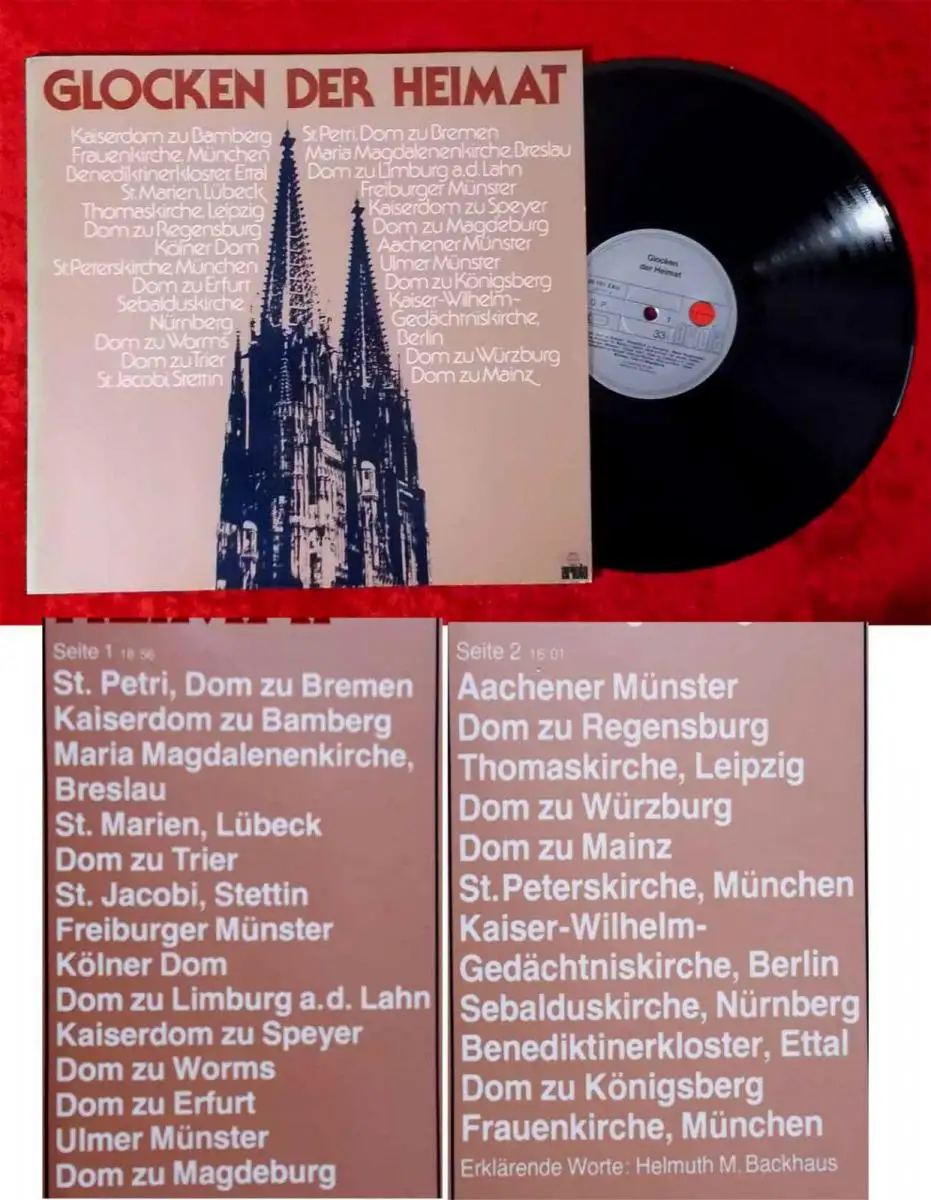 GLOCKEN DER HEIMAT
Kaiserdom zu Bamberg
Frauenkirche, München
Benediktinerkloster, Ettal
St. Marien, Lübeck
Thomaskirche, Leipzig
Dom zu Regensburg
Kölner Dom
St. Peterskirche, München
Dom zu Erfurt
Sebalduskirche
Nürnberg
Dom zu Worms
Dom zu Trier
St. Jacobi, Stettin
St. Petri, Dom zu Bremen
Maria Magdalenenkirche, Breslau
Dom zu Limburg a.d. Lahn
Freiburger Münster
Kaiserdom zu Speyer
Dom zu Magdeburg
Aachener Münster
Ulmer Münster
Dom zu Königsberg
Kaiser-Wilhelm-
Gedächtniskirche,
Berlin
Dom zu Würzburg
Dom zu Mainz
ariola
Glocken
der Heimat
1
33
Seite 1 18 56
St. Petri, Dom zu Bremen
Kaiserdom zu Bamberg
Maria Magdalenenkirche,
Breslau
St. Marien, Lübeck
Dom zu Trier
St. Jacobi, Stettin
Freiburger Münster
Kölner Dom
Dom zu Limburg a.d. Lahn
Kaiserdom zu Speyer
Dom zu Worms
Dom zu Erfurt
Ulmer Münster
Dom zu Magdeburg
Seite 2 16 01
Aachener Münster
Dom zu Regensburg
Thomaskirche, Leipzig
Dom zu Würzburg
Dom zu Mainz
St.Peterskirche, München
Kaiser-Wilhelm-
Gedächtniskirche, Berlin
Sebalduskirche, Nürnberg
Benediktinerkloster, Ettal
Dom zu Königsberg
Frauenkirche, München
Erklärende Worte: Helmuth M. Backhaus